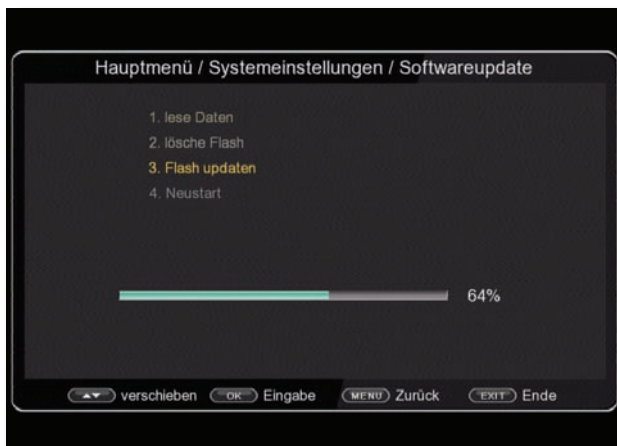 Hauptmenü / Systemeinstellungen / Softwareupdate
1. lese Daten
2. lösche Flash
3. Flash updaten
4. Neustart
64%
verschieben OK Eingabe MENU Zurück EXIT Ende